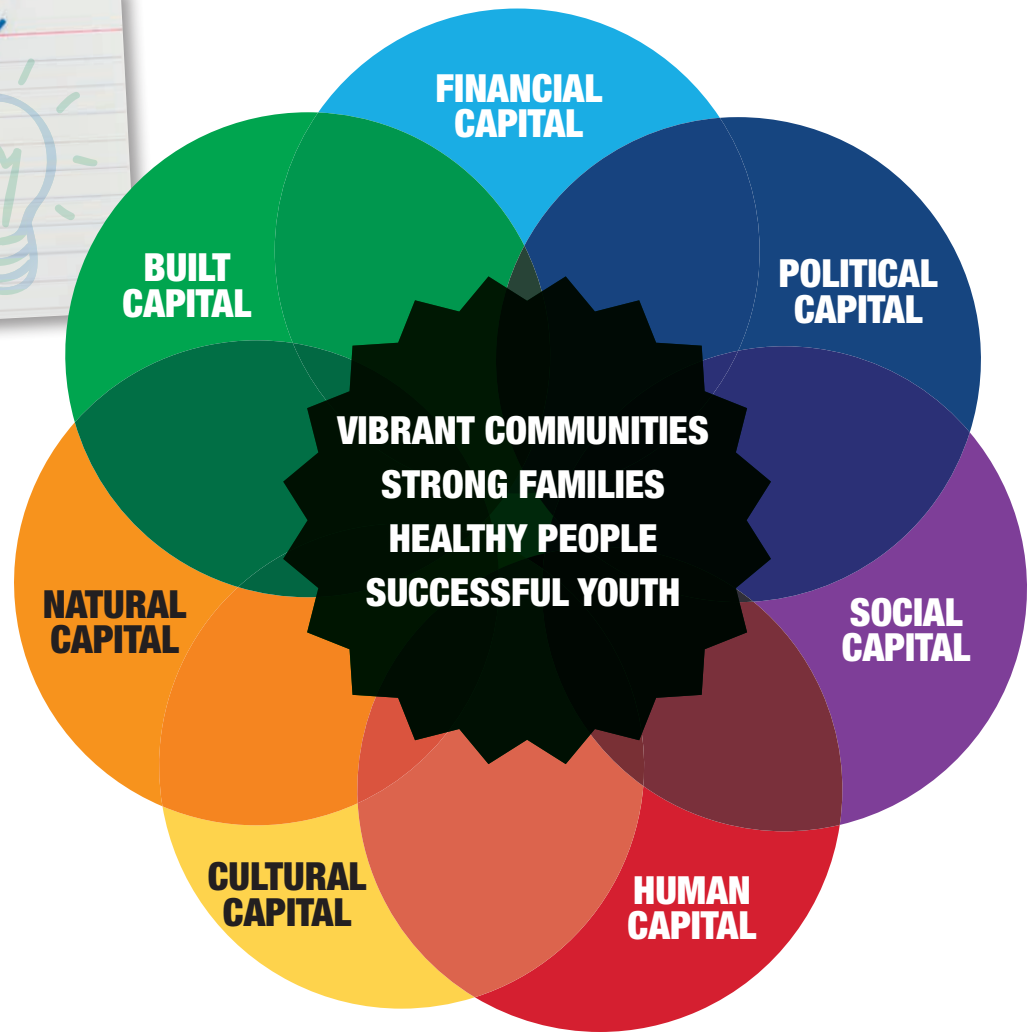 FINANCIAL
CAPITAL
BUILT
CAPITAL
POLITICAL
CAPITAL
VIBRANT COMMUNITIES
STRONG FAMILIES
HEALTHY PEOPLE
SUCCESSFUL YOUTH
NATURAL
CAPITAL
SOCIAL
CAPITAL
CULTURAL
CAPITAL
HUMAN
CAPITAL